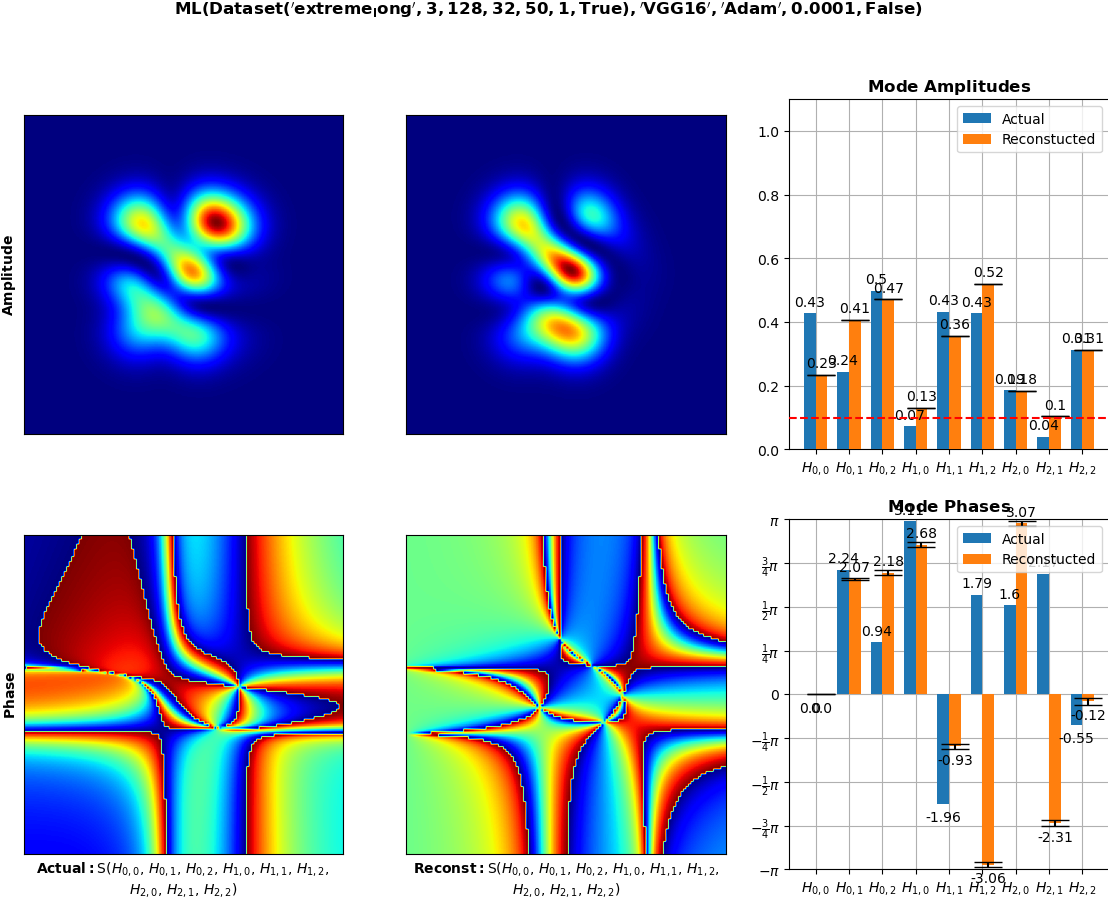 ML(Dataset('extreme_long', 3, 128, 32, 50, 1, True), 'VGG16', 'Adam', 0.0001, False)
Amplitude
Mode Amplitudes
Actual
Reconstucted
1.0
0.8
0.6
0.4
0.2
0.0
0.43 0.24 0.5 0.07 0.43 0.43 0.19 0.04 0.31
0.41 0.47 0.13 0.36 0.52 0.18 0.1 0.31
H0,0 H0,1 H0,2 H1,0 H1,1 H1,2 H2,0 H2,1 H2,2
Phase
Mode Phases
Actual
Reconstucted
π
3/4π
1/2π
1/4π
0
−1/4π
−1/2π
−3/4π
−π
0.0 2.24 0.94 3.11 -1.96 1.79 1.6 -0.55
0.0 2.07 2.18 2.68 -0.93 -3.06 3.07 -2.31 -0.12
H0,0 H0,1 H0,2 H1,0 H1,1 H1,2 H2,0 H2,1 H2,2
Actual: S(H0,0, H0,1, H0,2, H1,0, H1,1, H1,2,
H2,0, H2,1, H2,2)
Reconst: S(H0,0, H0,1, H0,2, H1,0, H1,1, H1,2,
H2,0, H2,1, H2,2)